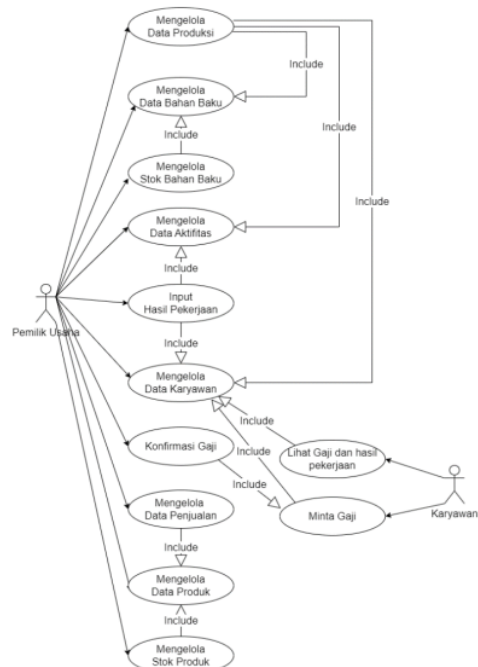 Mengelola
Data Produksi
Include
Mengelola
Data Bahan Baku
Include
Include
Mengelola
Stok Bahan Baku
Include
Mengelola
Data Aktifitas
Include
Input
Hasil Pekerjaan
Pemilik Usaha
Include
Mengelola
Data Karyawan
Include
Konfirmasi Gaji
Include
Lihat Gaji dan hasil
pekerjaan
Include
Minta Gaji
Karyawan
Mengelola
Data Penjualan
Include
Mengelola
Data Produk
Include
Mengelola
Stok Produk